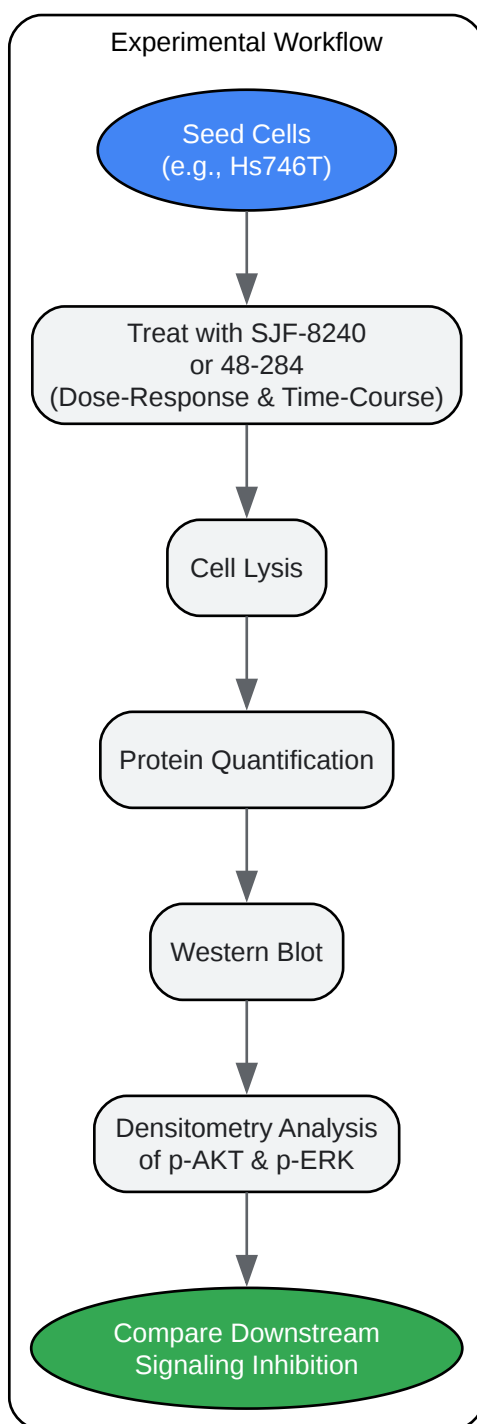 Experimental Workflow
Seed Cells
(e.g., Hs746T)
Treat with SJF-8240
or 48-284
(Dose-Response & Time-Course)
Cell Lysis
Protein Quantification
Western Blot
Densitometry Analysis
of p-AKT & p-ERK
Compare Downstream
Signaling Inhibition